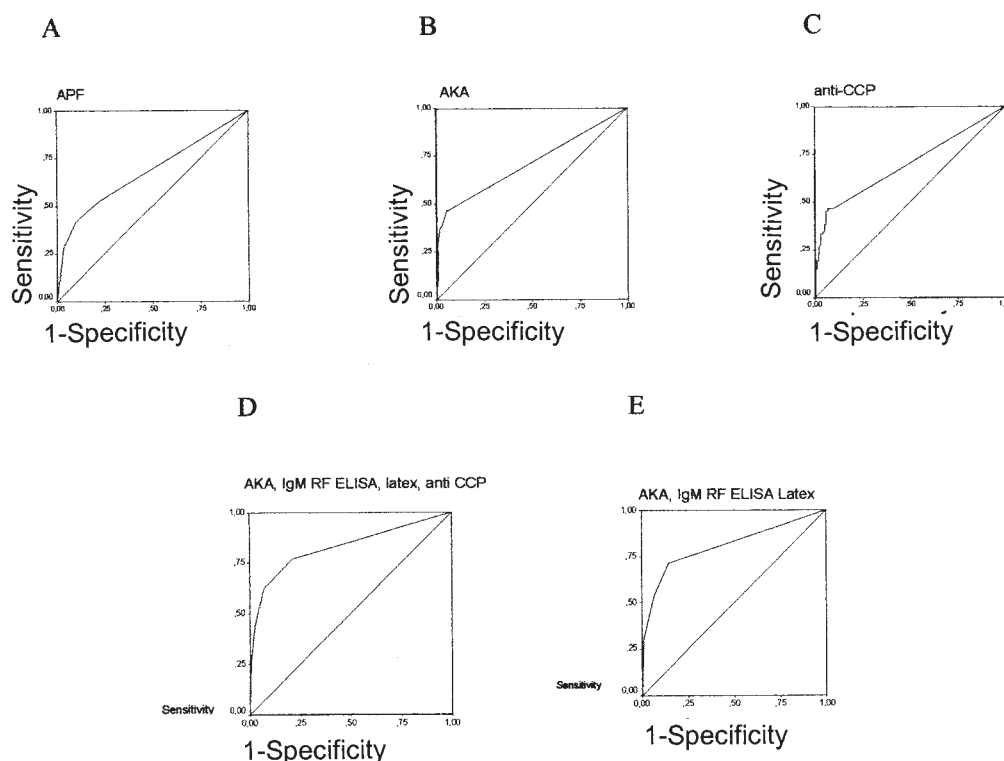 A
B
C
APF
AKA
anti-CCP
1,00
,75
,50
,25
0,00
Sensitivity
0,00
,25
,50
,75
1,00
1-Specificity
1,00
,75
,50
,25
0,00
Sensitivity
0,00
,25
,50
,75
1,00
1-Specificity
1,00
,75
,50
,25
0,00
Sensitivity
0,00
,25
,50
,75
1-Specificity
D
E
AKA, IgM RF ELISA, latex, anti CCP
AKA, IgM RF ELISA Latex
1,00
,75
,50
,25
0,00
Sensitivity
0,00
,25
,50
,75
1,00
1-Specificity
1,00
,75
,50
,25
0,00
Sensitivity
0,00
,25
,50
,75
1,00
1-Specificity